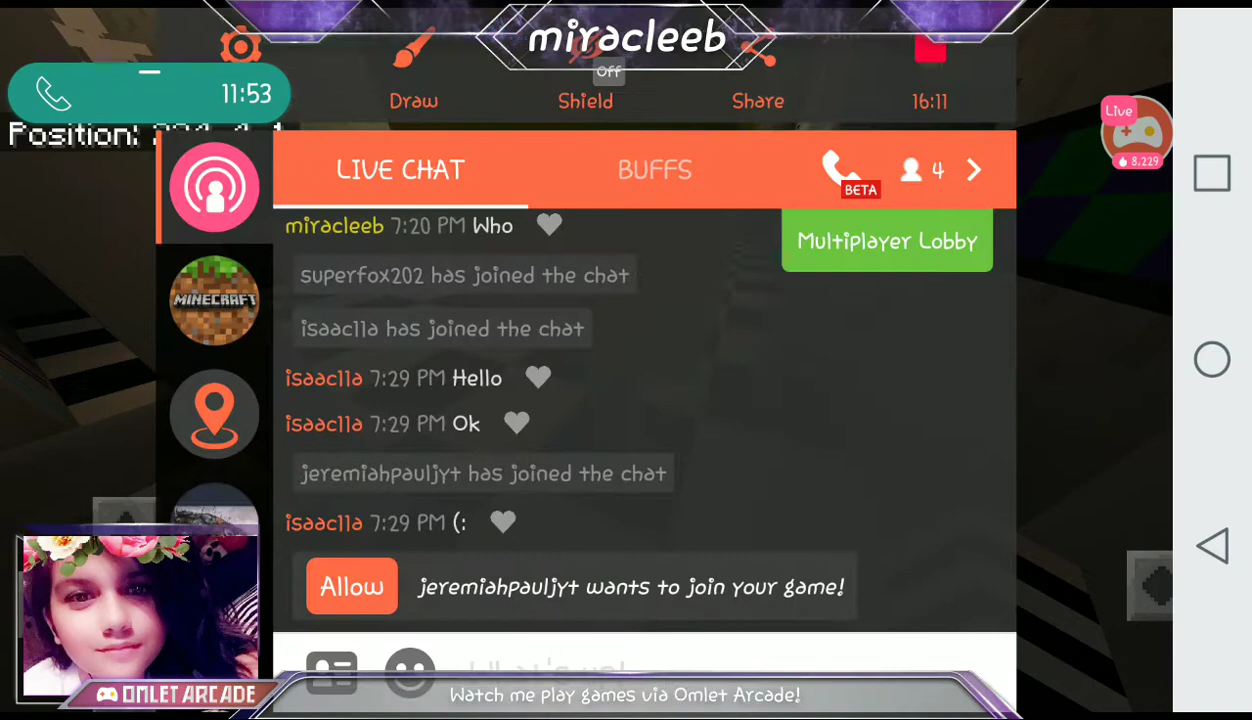 miracleeb
Off
Draw
Shield
Share
16:11
11:53
Position:
Live
8,229
LIVE CHAT
BUFFS
BETA
4
miracleeb 7:20 PM Who
Multiplayer Lobby
superfox202 has joined the chat
MINECRAFT
isaac11a has joined the chat
isaac11a 7:29 PM Hello
isaac11a 7:29 PM Ok
jeremiahpauljyt has joined the chat
isaac11a 7:29 PM (:
Allow
jeremiahpauljyt wants to join your game!
OMLET ARCADE
Watch me play games via Omlet Arcade!